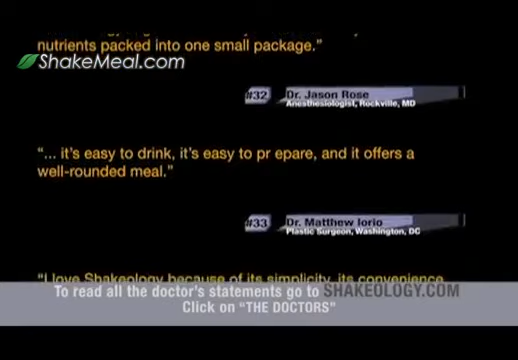 nutrients packed into one small package.”
ShakeMeal.com
#32 Dr. Jason Rose
Anesthesiologist, Rockville, MD
“... it’s easy to drink, it’s easy to pr epare, and it offers a
well-rounded meal.”
#33 Dr. Matthew Iorio
Plastic Surgeon, Washington, DC
“I love Shakeology because of its simplicity, its convenience
To read all the doctor's statements go to SHAKEOLOGY.COM
Click on “THE DOCTORS”